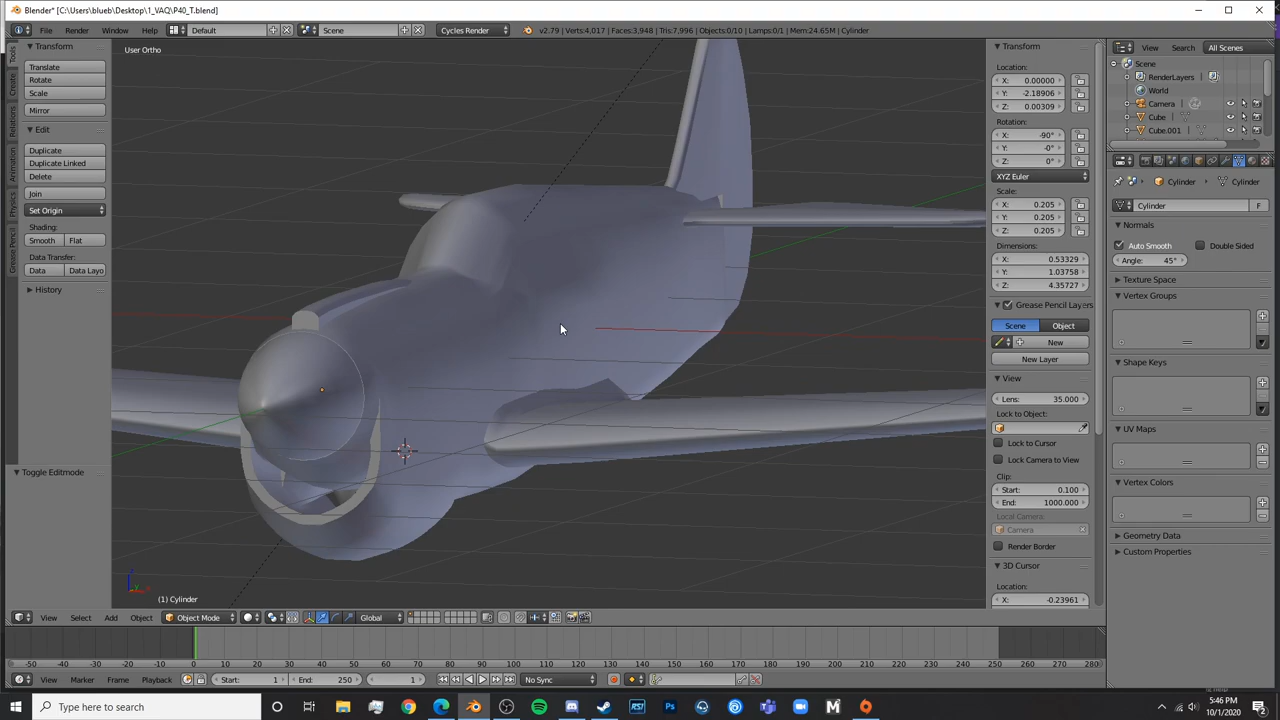 Blender* [C:\Users\blueb\Desktop\1_VAQ\P40_T.blend]
File Render Window Help Default Scene Cycles Render v2.79 | Verts:4,017 | Faces:3,948 | Tris:7,996 | Objects:0/10 | Lamps:0/1 | Mem:24.65M | Cylinder
View Search All Scenes
Tools
Create
Relations
Animation
Physics
Grease Pencil
Transform
Translate
Rotate
Scale
Mirror
Edit
Duplicate
Duplicate Linked
Delete
Join
Set Origin
Shading:
Smooth Flat
Data Transfer:
Data Data Layo
History
Toggle Editmode
User Ortho
(1) Cylinder
Transform
Location:
X: 0.00000
Y: -2.18906
Z: 0.00309
Rotation:
X: -90°
Y: -0°
Z: 0°
XYZ Euler
Scale:
X: 0.205
Y: 0.205
Z: 0.205
Dimensions:
X: 0.53329
Y: 1.03758
Z: 4.35727
Grease Pencil Layers
Scene Object
New
New Layer
View
Lens: 35.000
Lock to Object:
Lock to Cursor
Lock Camera to View
Clip:
Start: 0.100
End: 1000.000
Local Camera:
Camera
Render Border
3D Cursor
Location:
X: -0.23961
Scene
RenderLayers
World
Camera
Cube
Cube.001
Cylinder Cylinder
Cylinder F
Normals
Auto Smooth Double Sided
Angle: 45°
Texture Space
Vertex Groups
Shape Keys
UV Maps
Vertex Colors
Geometry Data
Custom Properties
View Select Add Object Object Mode Global
-50 -40 -30 -20 -10 0 10 20 30 40 50 60 70 80 90 100 110 120 130 140 150 160 170 180 190 200 210 220 230 240 250 260 270 280
View Marker Frame Playback Start: 1 End: 250 1 No Sync
Type here to search
5:46 PM
10/1/2020